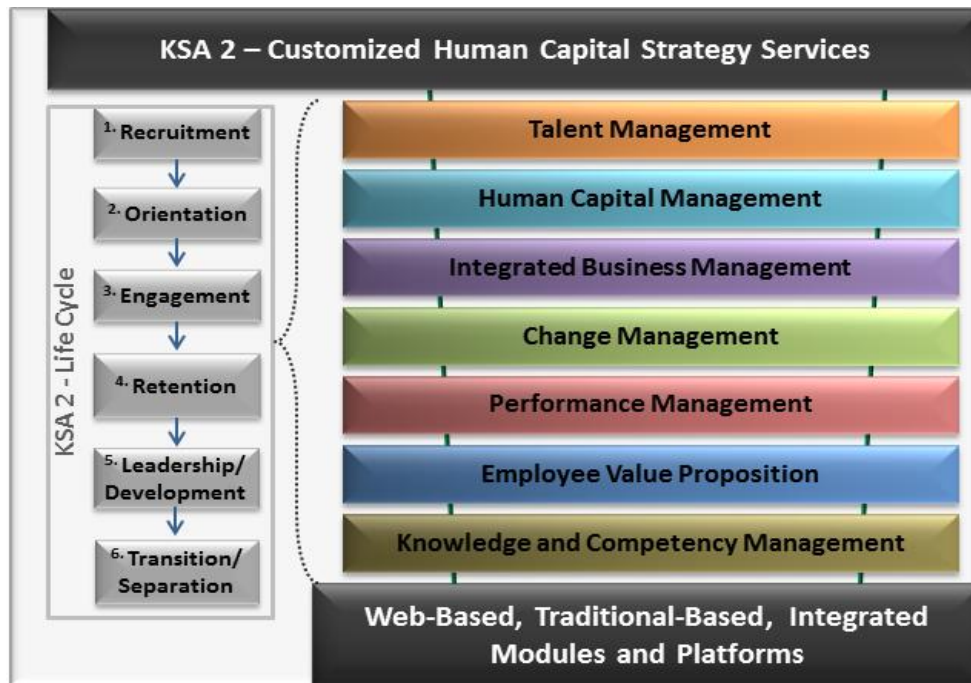 KSA 2 – Customized Human Capital Strategy Services
KSA 2 - Life Cycle
1. Recruitment
2. Orientation
3. Engagement
4. Retention
5. Leadership/
Development
6. Transition/
Separation
Talent Management
Human Capital Management
Integrated Business Management
Change Management
Performance Management
Employee Value Proposition
Knowledge and Competency Management
Web-Based, Traditional-Based, Integrated
Modules and Platforms